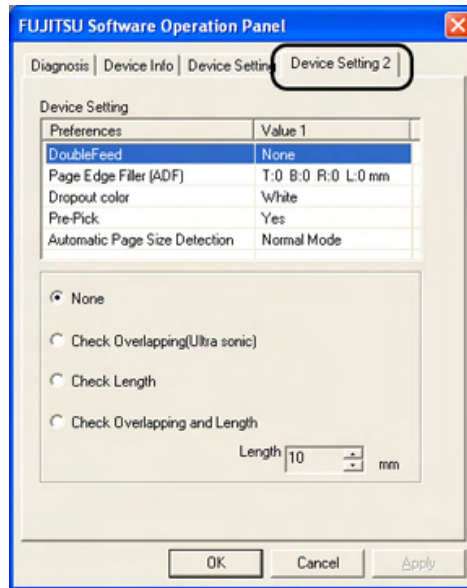 FUJITSU Software Operation Panel
Diagnosis Device Info Device Setting Device Setting 2
Device Setting
Preferences Value 1
DoubleFeed None
Page Edge Filler (ADF) T:0 B:0 R:0 L:0 mm
Dropout color White
Pre-Pick Yes
Automatic Page Size Detection Normal Mode
None
Check Overlapping(Ultra sonic)
Check Length
Check Overlapping and Length
Length 10 mm
OK Cancel Apply